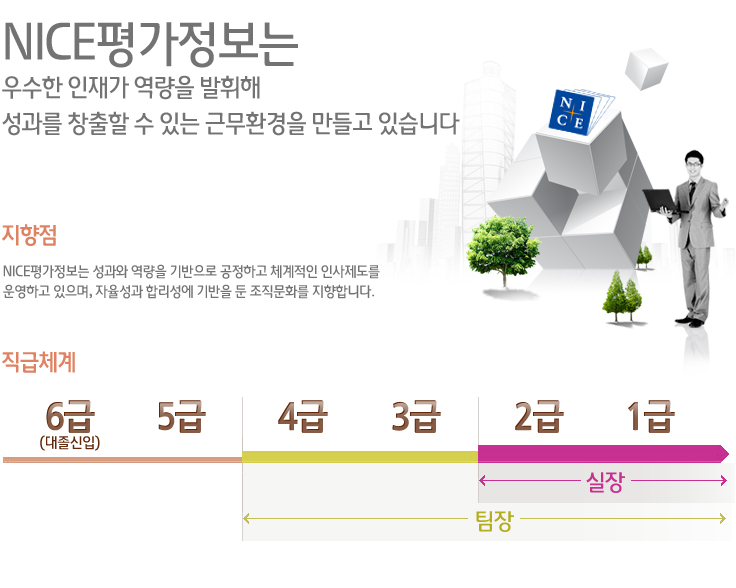 NICE평가정보는
우수한 인재가 역량을 발휘해
성과를 창출할 수 있는 근무환경을 만들고 있습니다
N I
C E
지향점
NICE평가정보는 성과와 역량을 기반으로 공정하고 체계적인 인사제도를
운영하고 있으며, 자율성과 합리성에 기반을 둔 조직문화를 지향합니다.
직급체계
6급 5급 4급 3급 2급 1급
(대졸신입)
실장
팀장